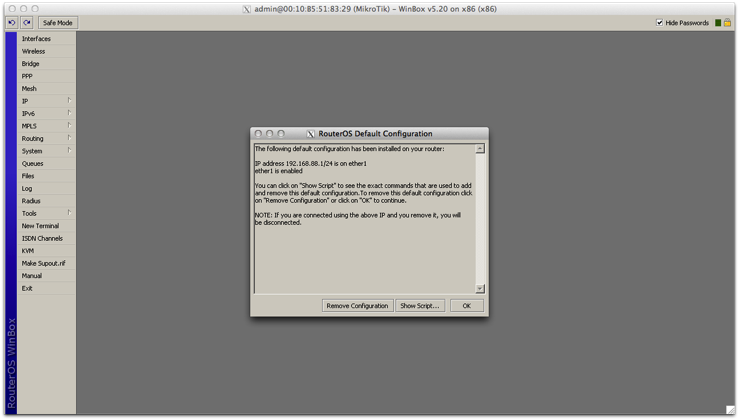 admin@00:10:B5:51:83:29 (MikroTik) – WinBox v5.20 on x86 (x86)
Safe Mode
Hide Passwords
Interfaces
Wireless
Bridge
PPP
Mesh
IP
IPv6
MPLS
Routing
System
Queues
Files
Log
Radius
Tools
New Terminal
ISDN Channels
KVM
Make Supout.rif
Manual
Exit
RouterOS WinBox
RouterOS Default Configuration
The following default configuration has been installed on your router:
IP address 192.168.88.1/24 is on ether1
ether1 is enabled
You can click on "Show Script" to see the exact commands that are used to add
and remove this default configuration.To remove this default configuration click
on "Remove Configuration" or click on "OK" to continue.
NOTE: If you are connected using the above IP and you remove it, you will
be disconnected.
Remove Configuration
Show Script...
OK